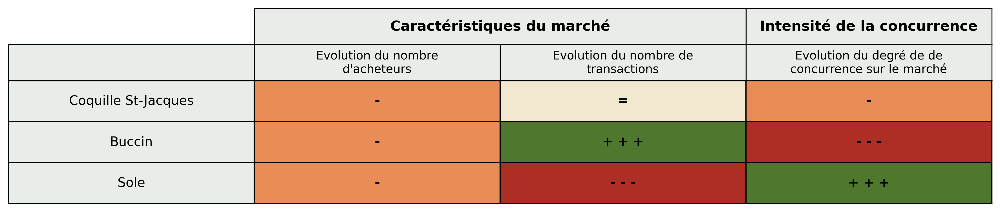 Caractéristiques du marché
Intensité de la concurrence
Evolution du nombre
d'acheteurs
Evolution du nombre de
transactions
Evolution du degré de de
concurrence sur le marché
Coquille St-Jacques
-
=
-
Buccin
-
+ + +
- - -
Sole
-
- - -
+ + +